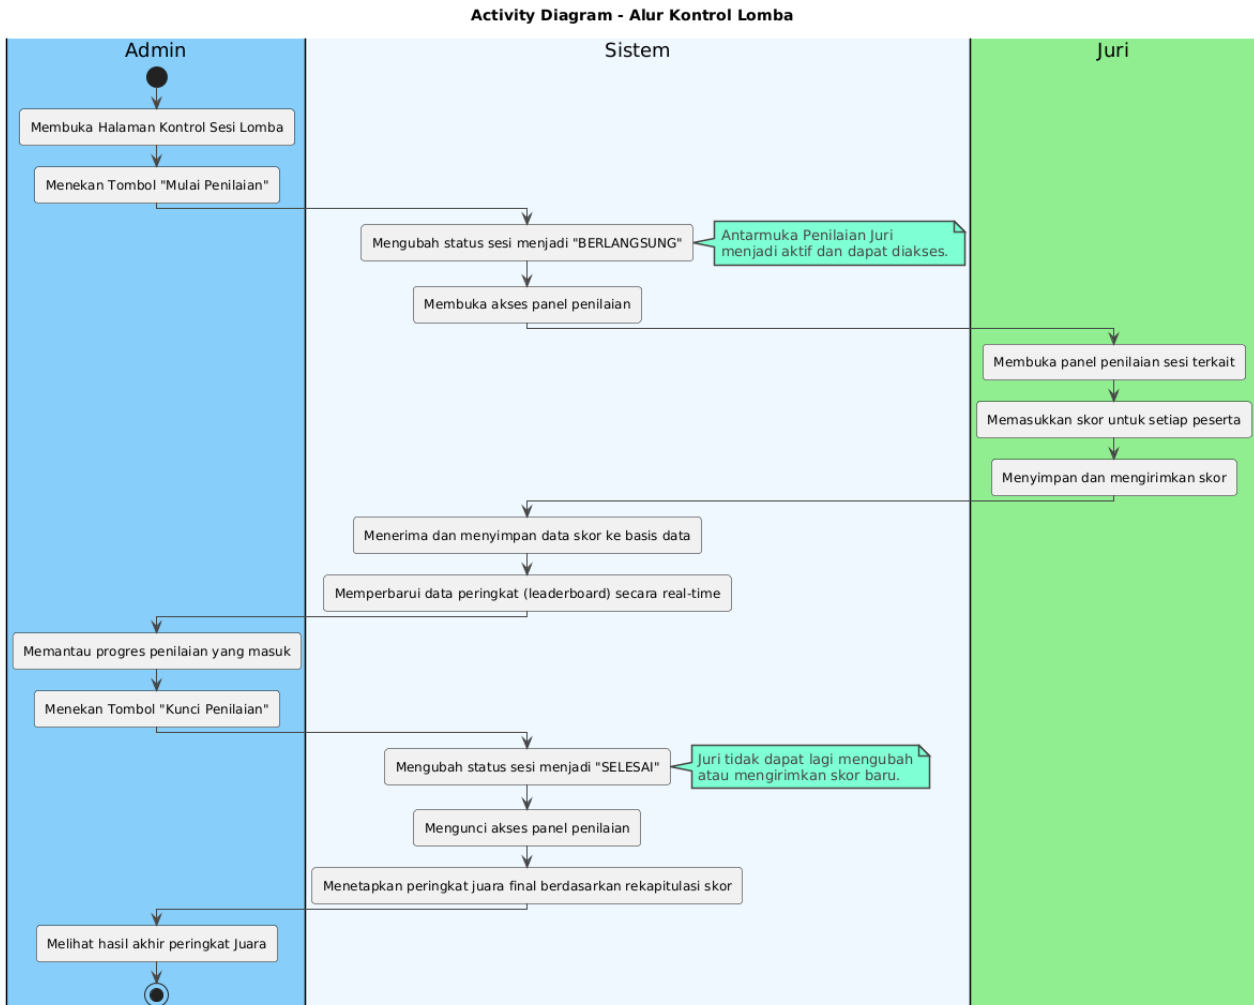 Activity Diagram - Alur Kontrol Lomba
Admin
Sistem
Juri
Membuka Halaman Kontrol Sesi Lomba
Menekan Tombol "Mulai Penilaian"
Mengubah status sesi menjadi "BERLANGSUNG"
Antarmuka Penilaian Juri
menjadi aktif dan dapat diakses.
Membuka akses panel penilaian
Membuka panel penilaian sesi terkait
Memasukkan skor untuk setiap peserta
Menyimpan dan mengirimkan skor
Menerima dan menyimpan data skor ke basis data
Memperbarui data peringkat (leaderboard) secara real-time
Memantau progres penilaian yang masuk
Menekan Tombol "Kunci Penilaian"
Mengubah status sesi menjadi "SELESAI"
Juri tidak dapat lagi mengubah
atau mengirimkan skor baru.
Mengunci akses panel penilaian
Menetapkan peringkat juara final berdasarkan rekapitulasi skor
Melihat hasil akhir peringkat Juara